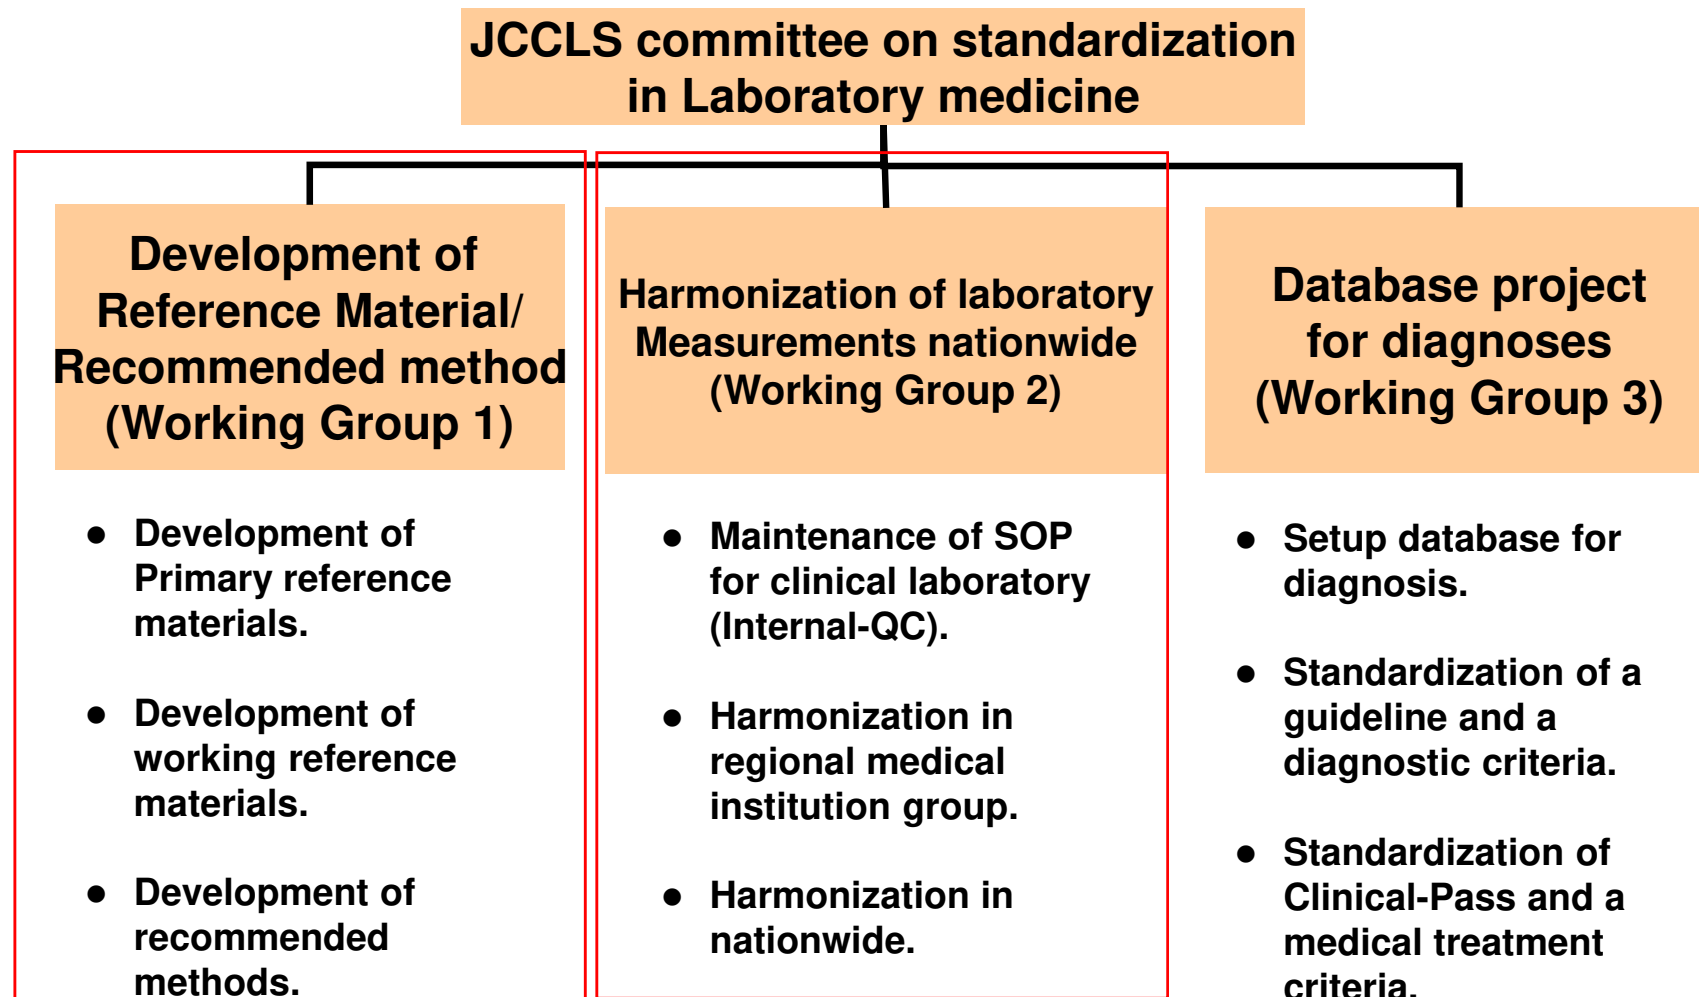 JCCLS committee on standardization
in Laboratory medicine
Development of
Reference Material/
Recommended method
(Working Group 1)
● Development of
Primary reference
materials.
● Development of
working reference
materials.
● Development of
recommended
methods.
Harmonization of laboratory
Measurements nationwide
(Working Group 2)
● Maintenance of SOP
for clinical laboratory
(Internal-QC).
● Harmonization in
regional medical
institution group.
● Harmonization in
nationwide.
Database project
for diagnoses
(Working Group 3)
● Setup database for
diagnosis.
● Standardization of a
guideline and a
diagnostic criteria.
● Standardization of
Clinical-Pass and a
medical treatment
criteria.